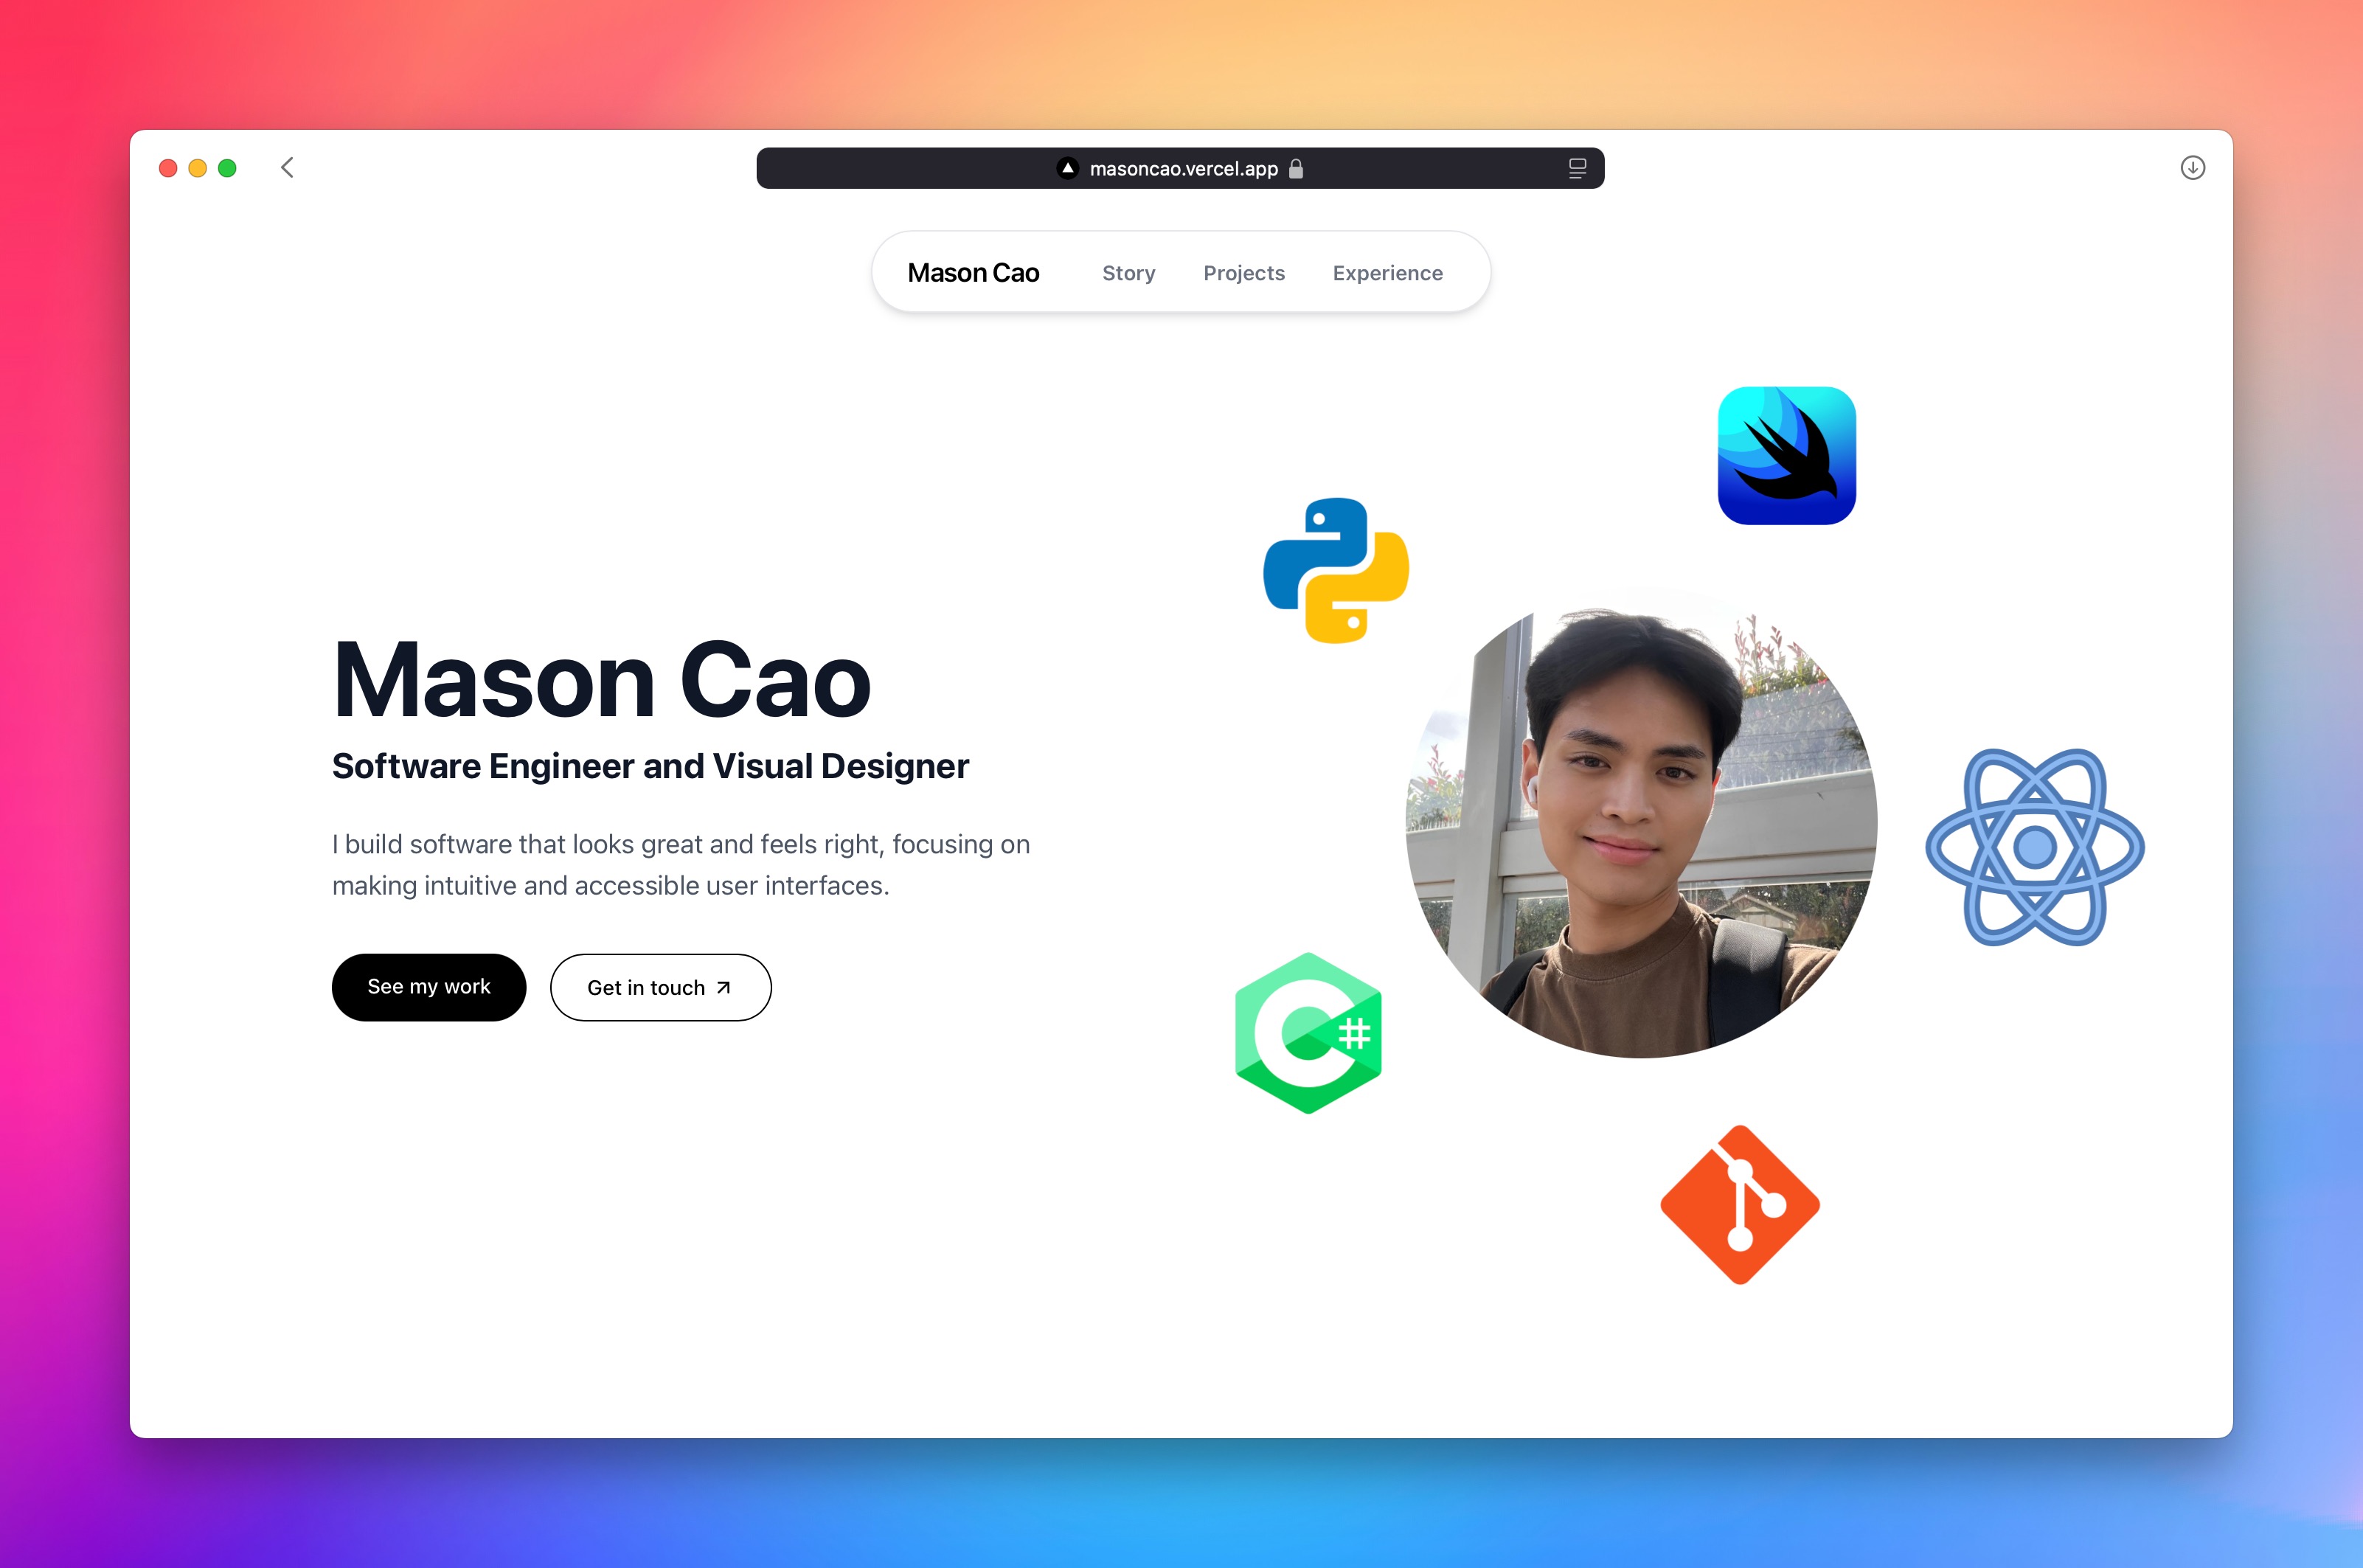 masoncao.vercel.app
Mason Cao Story Projects Experience
Mason Cao
Software Engineer and Visual Designer
I build software that looks great and feels right, focusing on
making intuitive and accessible user interfaces.
See my work Get in touch ↗
C#